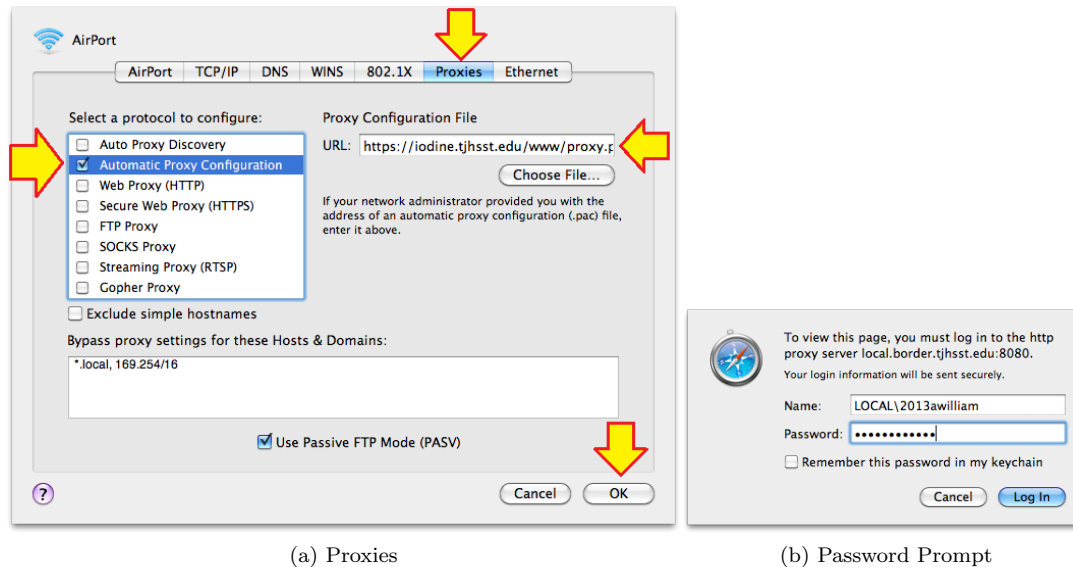 AirPort
AirPort TCP/IP DNS WINS 802.1X Proxies Ethernet
Select a protocol to configure:
Auto Proxy Discovery
Automatic Proxy Configuration
Web Proxy (HTTP)
Secure Web Proxy (HTTPS)
FTP Proxy
SOCKS Proxy
Streaming Proxy (RTSP)
Gopher Proxy
Exclude simple hostnames
Proxy Configuration File
URL: https://iodine.tjhsst.edu/www/proxy.p
Choose File...
If your network administrator provided you with the
address of an automatic proxy configuration (.pac) file,
enter it above.
Bypass proxy settings for these Hosts & Domains:
*.local, 169.254/16
Use Passive FTP Mode (PASV)
?
Cancel OK
(a) Proxies
To view this page, you must log in to the http
proxy server local.border.tjhsst.edu:8080.
Your login information will be sent securely.
Name: LOCAL\2013awilliam
Password: ••••••••••••
Remember this password in my keychain
Cancel Log In
(b) Password Prompt